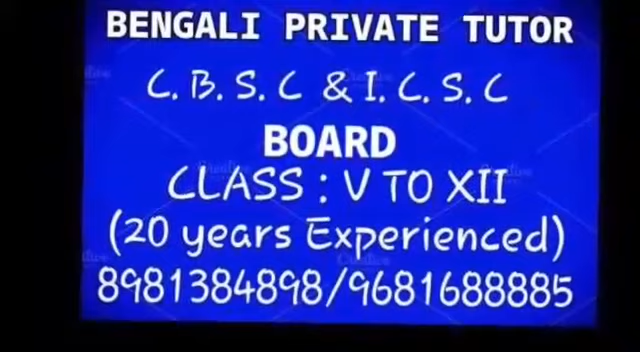 BENGALI PRIVATE TUTOR
C. B. S. C & I. C. S. C
BOARD
CLASS : V TO XII
(20 years Experienced)
8981384898/9681688885